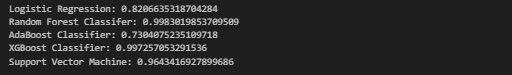 Logistic Regression: 0.8206635318704284
Random Forest Classifer: 0.9983019853709509
AdaBoost Classifier: 0.7304075235109718
XGBoost Classifier: 0.997257053291536
Support Vector Machine: 0.9643416927899686